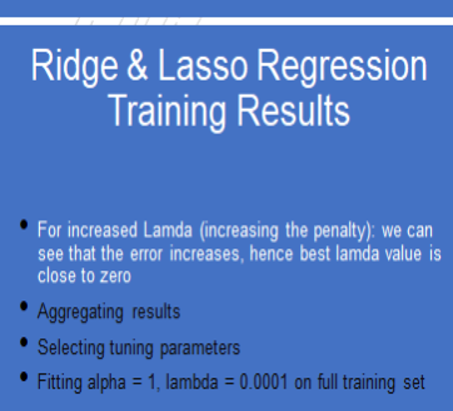 Ridge & Lasso Regression
Training Results
• For increased Lamda (increasing the penalty): we can
see that the error increases, hence best lamda value is
close to zero
• Aggregating results
• Selecting tuning parameters
• Fitting alpha = 1, lambda = 0.0001 on full training set